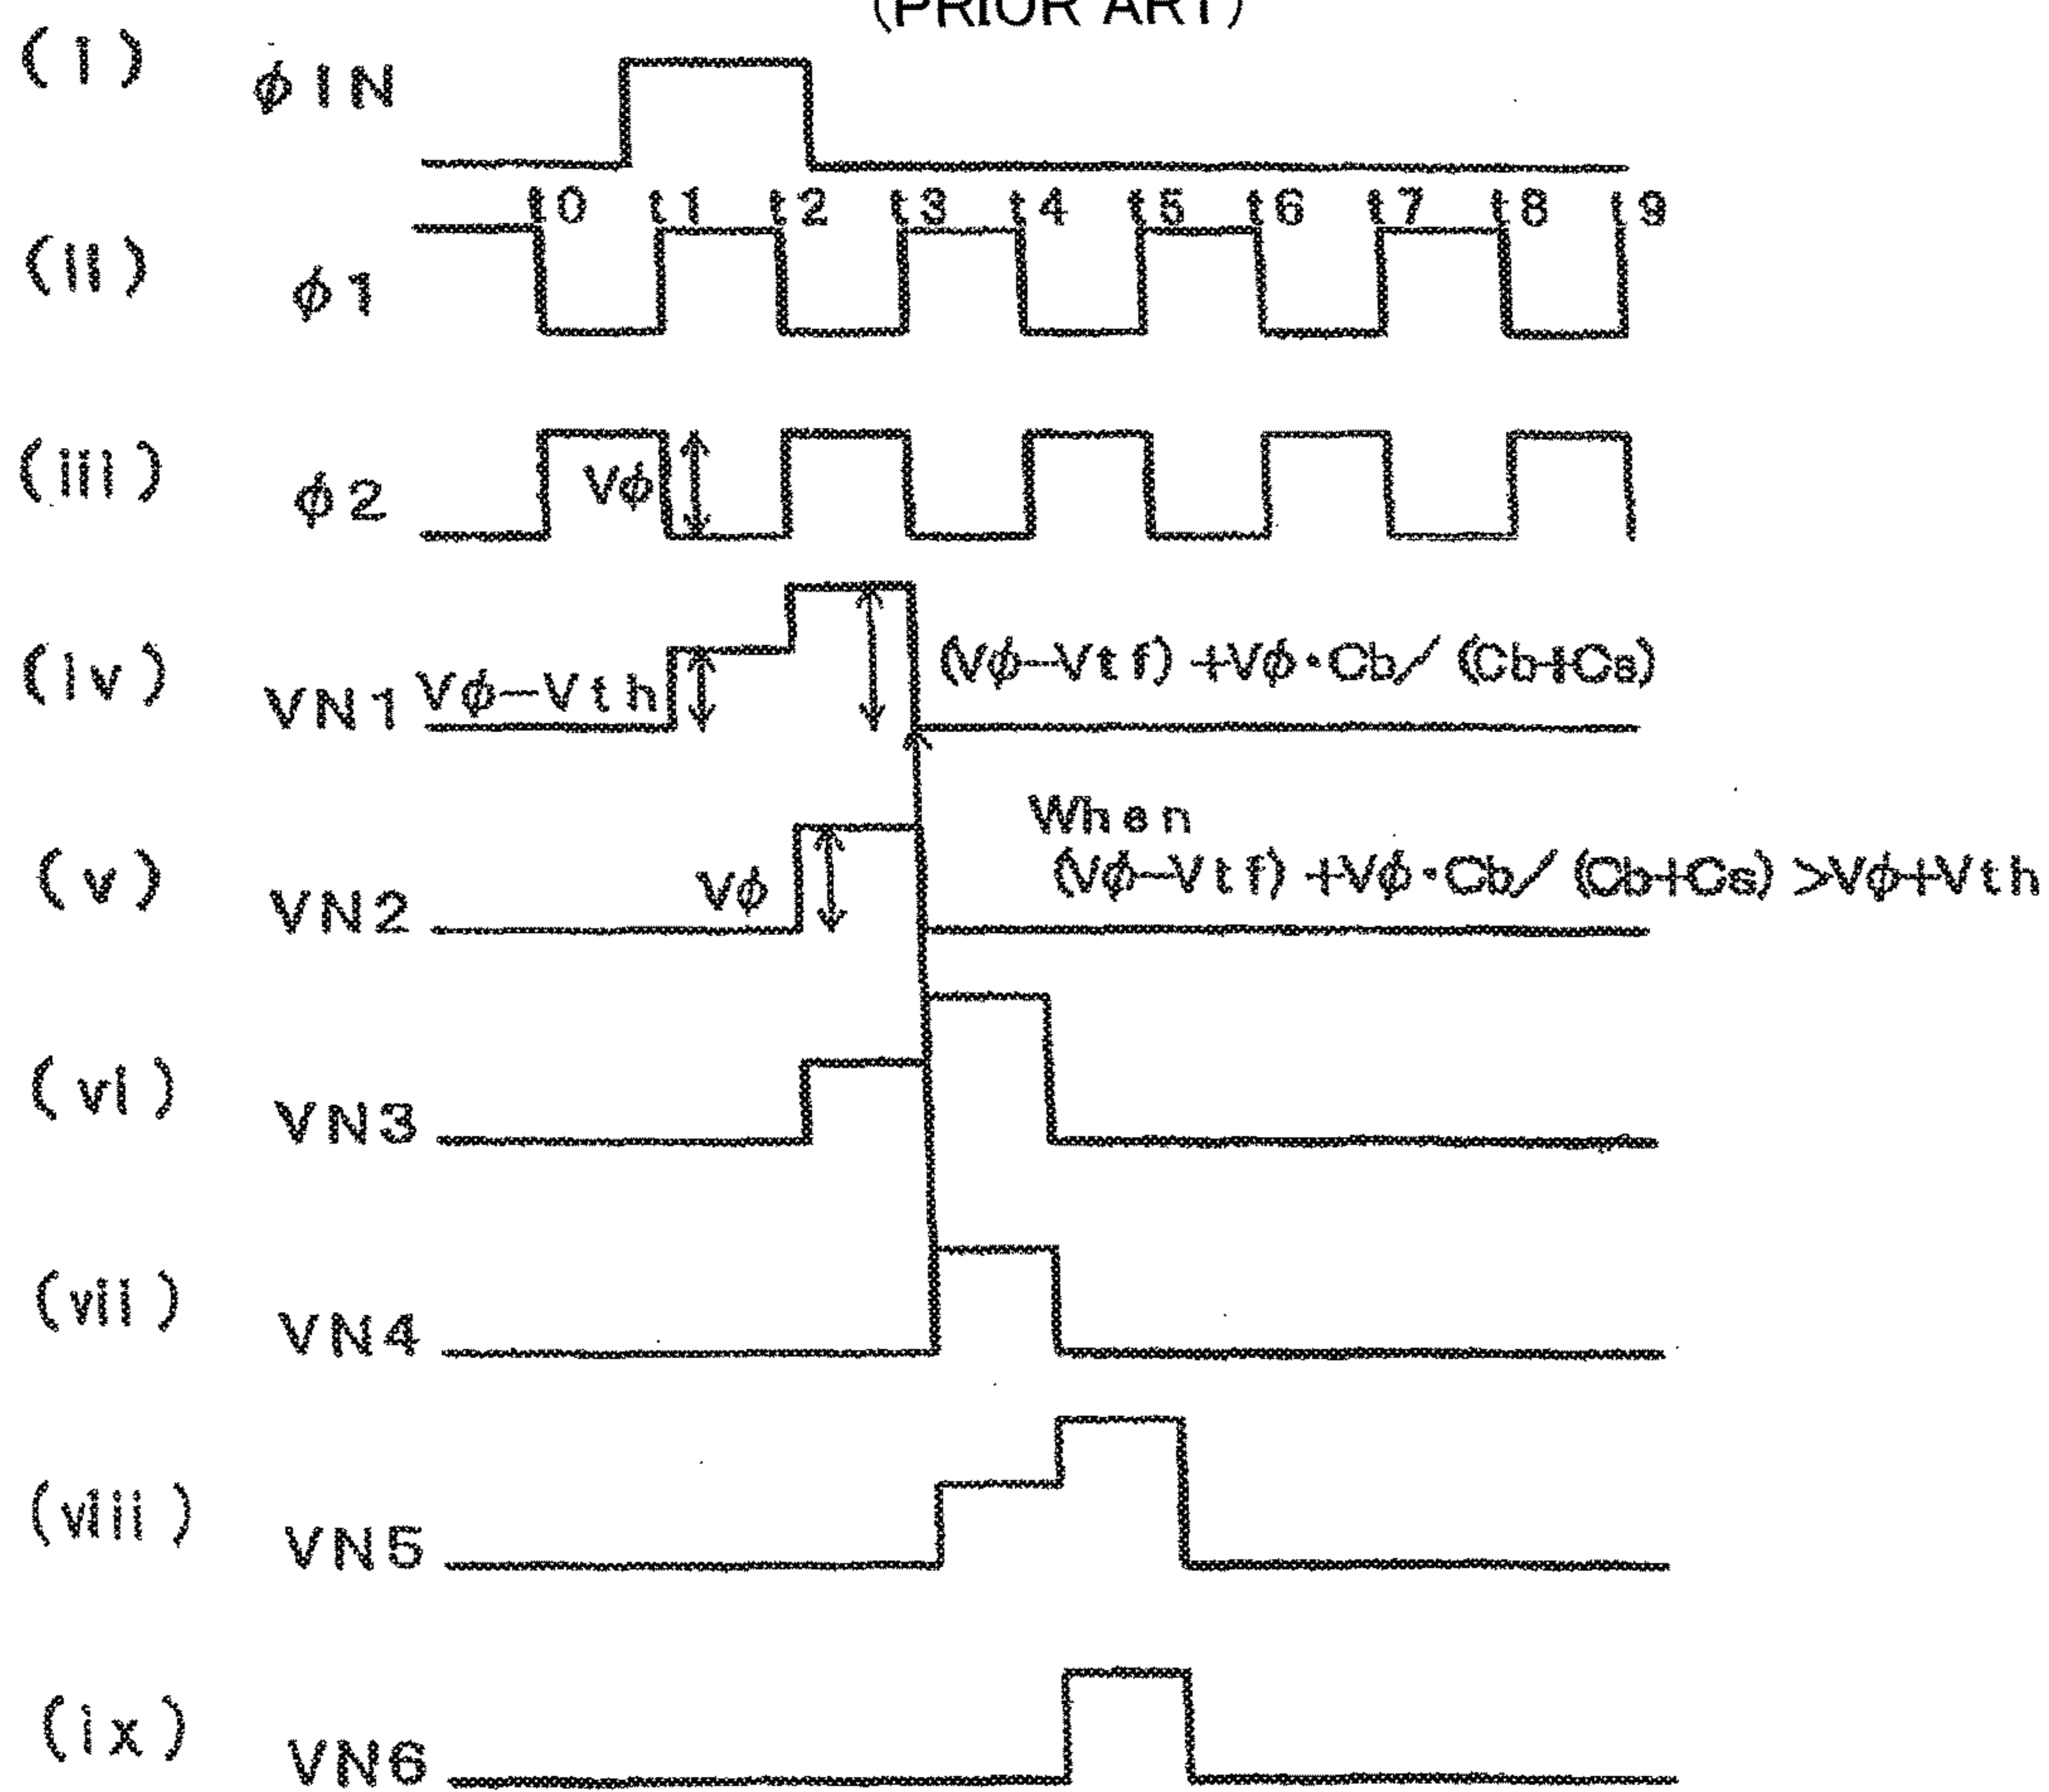 (PRIOR ART)
(i) φIN
t0 t1 t2 t3 t4 t5 t6 t7 t8 t9
(ii) φ1
(iii) φ2 Vφ
(iv) VN1 Vφ-Vth (Vφ-Vtf) +Vφ·Cb/ (Cb+Cs)
When
(v) VN2 Vφ (Vφ-Vtf) +Vφ·Cb/ (Cb+Cs) >Vφ+Vth
(vi) VN3
(vii) VN4
(viii) VN5
(ix) VN6